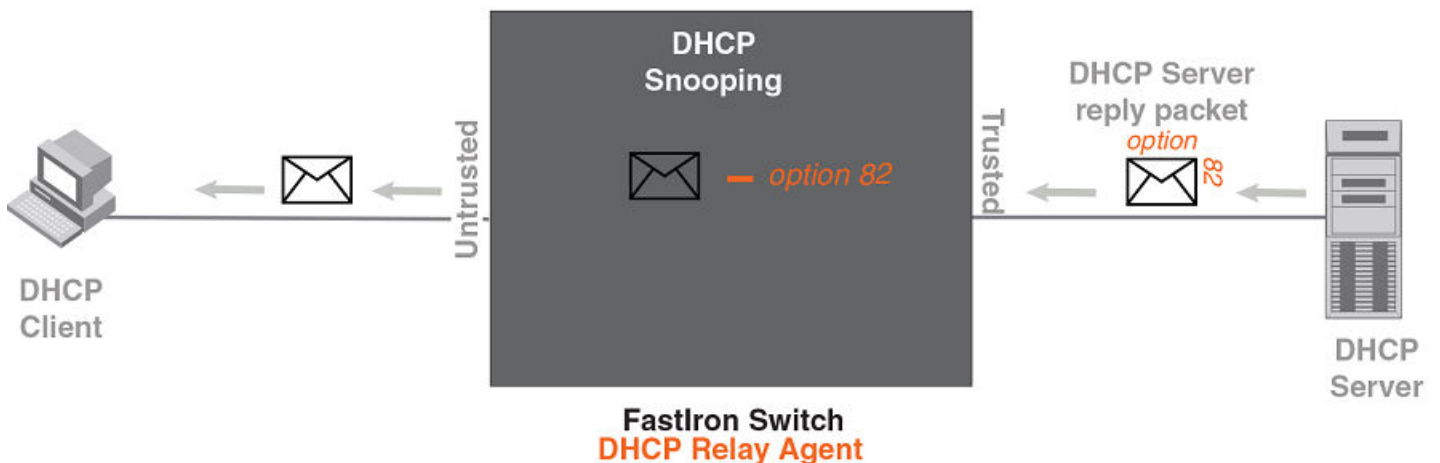 DHCP
Snooping
DHCP Server
reply packet
option
82
Untrusted
– option 82
Trusted
DHCP
Client
DHCP
Server
FastIron Switch
DHCP Relay Agent